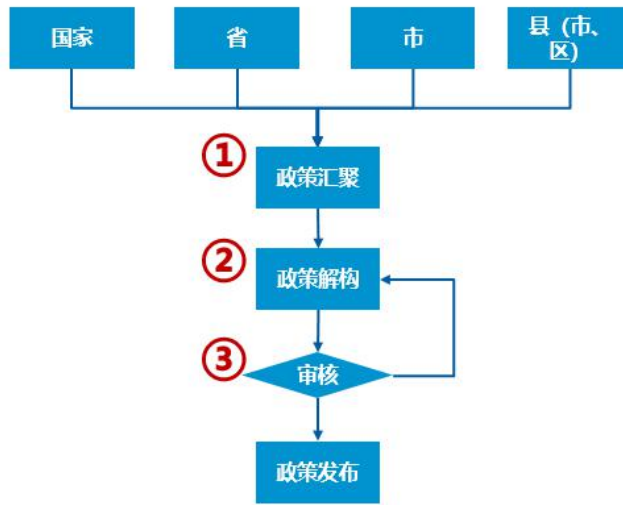 国家
省
市
县（市、
区）
①
政策汇聚
②
政策解构
③
审核
政策发布